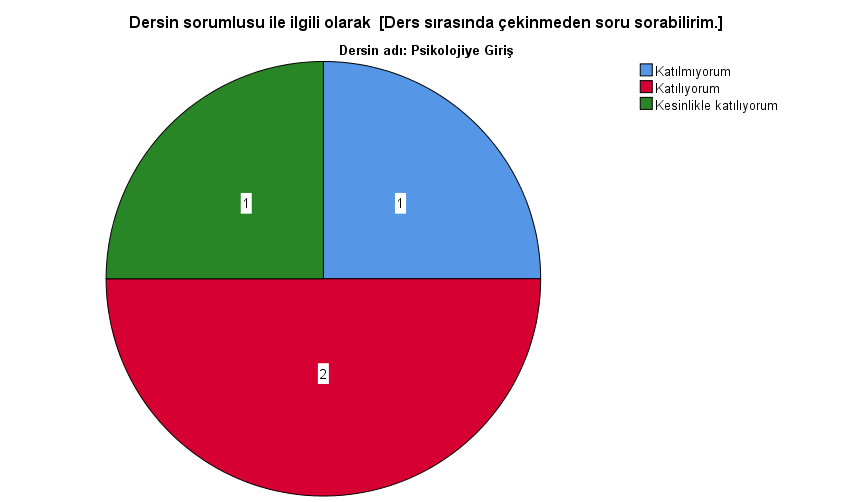 Dersin sorumlusu ile ilgili olarak [Ders sırasında çekinmeden soru sorabilirim.]
Dersin adı: Psikolojiye Giriş
Katılmıyorum
Katılıyorum
Kesinlikle katılıyorum
1
1
2